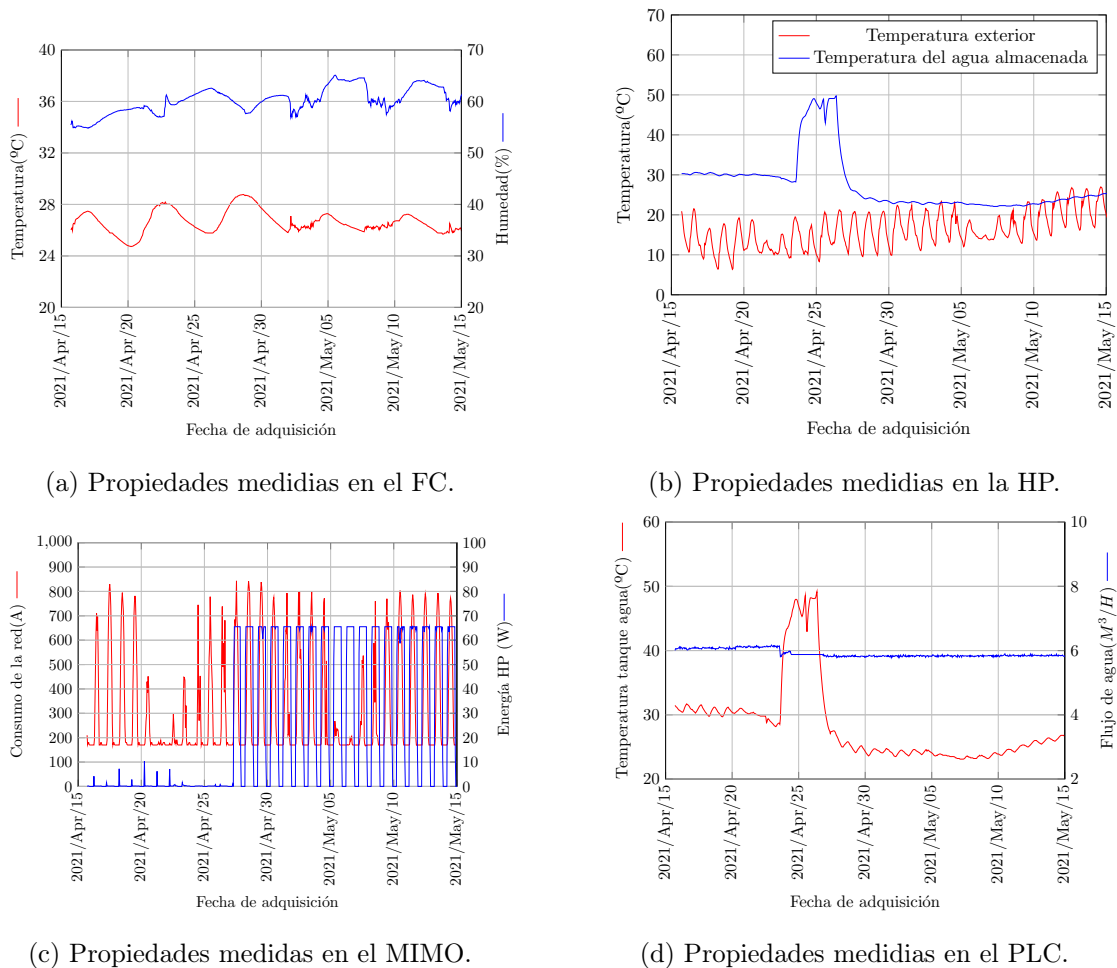 40
36
32
28
24
20
Temperatura(ºC)
70
60
50
40
30
20
Humedad(%)
2021/Apr/15
2021/Apr/20
2021/Apr/25
2021/Apr/30
2021/May/05
2021/May/10
2021/May/15
Fecha de adquisición
(a) Propiedades medidias en el FC.
70
60
50
40
30
20
10
0
Temperatura(ºC)
Temperatura exterior
Temperatura del agua almacenada
2021/Apr/15
2021/Apr/20
2021/Apr/25
2021/Apr/30
2021/May/05
2021/May/10
2021/May/15
Fecha de adquisición
(b) Propiedades medidias en la HP.
1,000
900
800
700
600
500
400
300
200
100
0
Consumo de la red(A)
100
90
80
70
60
50
40
30
20
10
0
Energía HP (W)
2021/Apr/15
2021/Apr/20
2021/Apr/25
2021/Apr/30
2021/May/05
2021/May/10
2021/May/15
Fecha de adquisición
(c) Propiedades medidas en el MIMO.
60
50
40
30
20
Temperatura tanque agua(ºC)
10
8
6
4
2
Flujo de agua(M³/H)
2021/Apr/15
2021/Apr/20
2021/Apr/25
2021/Apr/30
2021/May/05
2021/May/10
2021/May/15
Fecha de adquisición
(d) Propiedades medidias en el PLC.